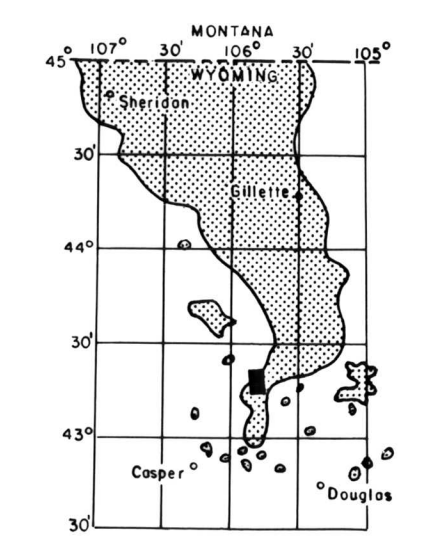 MONTANA
45° 107° 30' 106° 30' 105°
WYOMING
Sheridan
30'
Gillette
44°
30'
43°
Casper
Douglas
30'